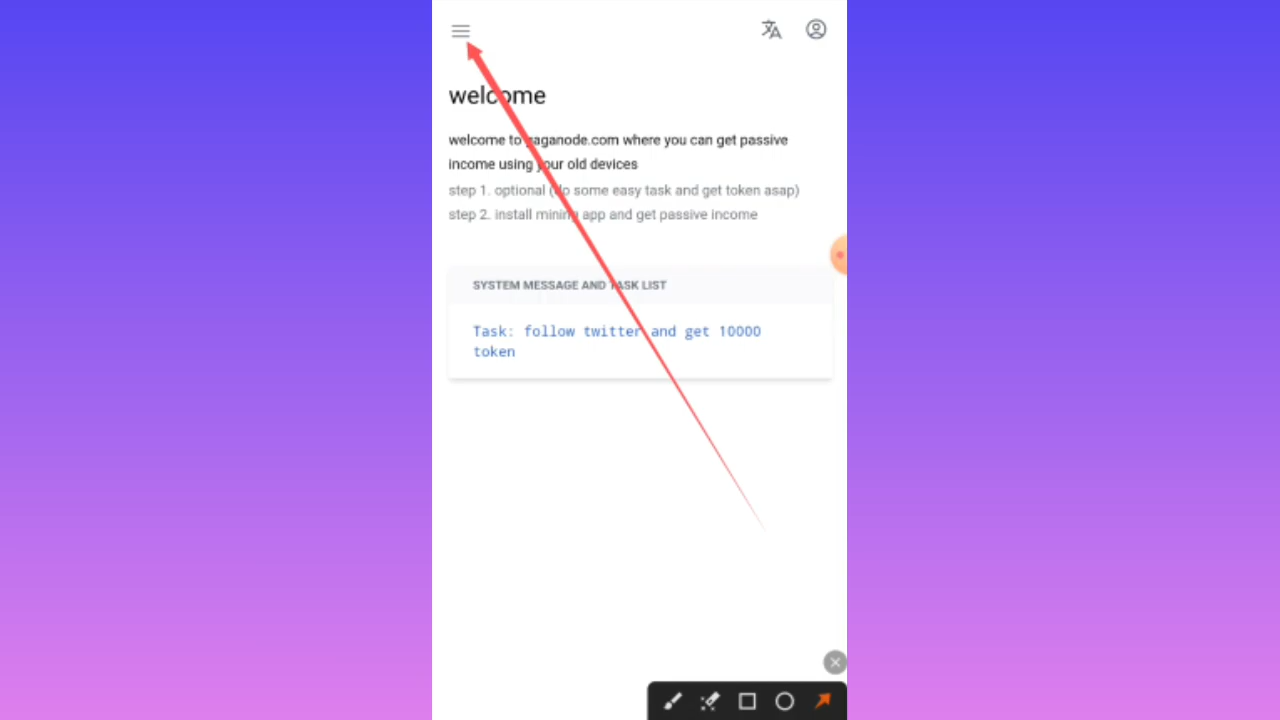 welcome
welcome to gaganode.com where you can get passive
income using your old devices
step 1. optional (do some easy task and get token asap)
step 2. install mining app and get passive income
SYSTEM MESSAGE AND TASK LIST
Task: follow twitter and get 10000
token